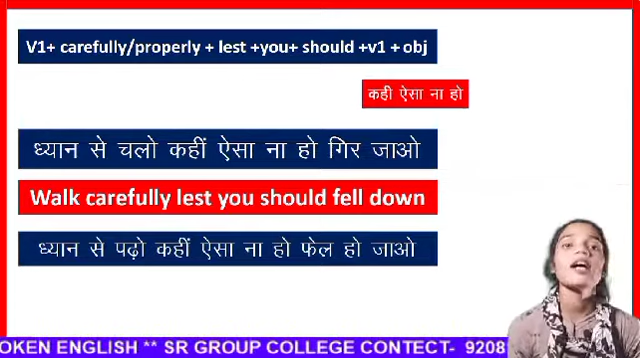 V1+ carefully/properly + lest +you+ should +v1 + obj
कही ऐसा ना हो
ध्यान से चलो कहीं ऐसा ना हो गिर जाओ
Walk carefully lest you should fell down
ध्यान से पढ़ो कहीं ऐसा ना हो फेल हो जाओ
OKEN ENGLISH ** SR GROUP COLLEGE CONTECT- 9208